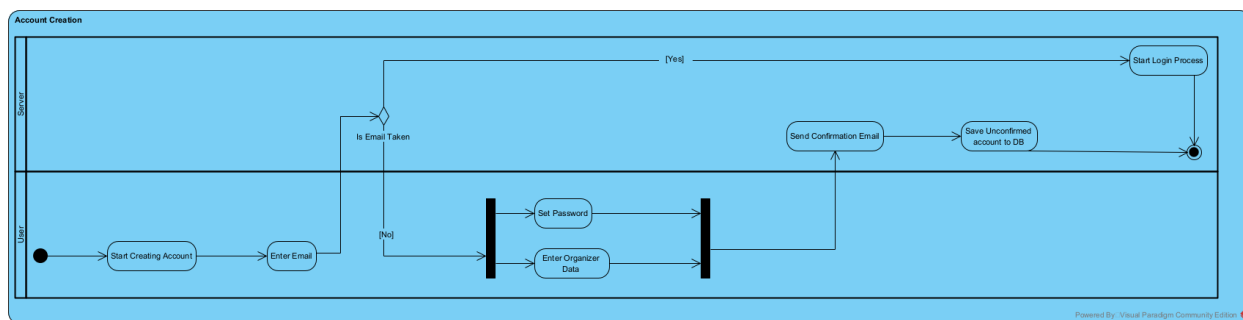 Account Creation
Server
[Yes]
Start Login Process
Is Email Taken
Send Confirmation Email
Save Unconfirmed
account to DB
User
[No]
Set Password
Start Creating Account
Enter Email
Enter Organizer
Data
Powered By Visual Paradigm Community Edition